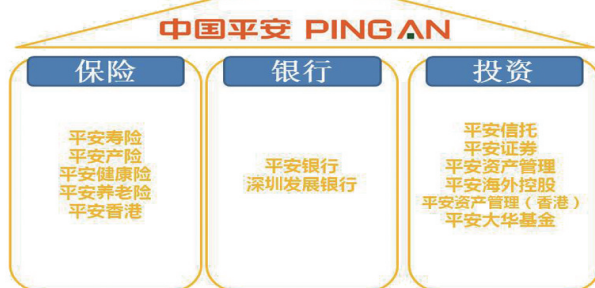 中国平安 PINGAN
保险
平安寿险
平安产险
平安健康险
平安养老险
平安香港
银行
平安银行
深圳发展银行
投资
平安信托
平安证券
平安资产管理
平安海外控股
平安资产管理（香港）
平安大华基金